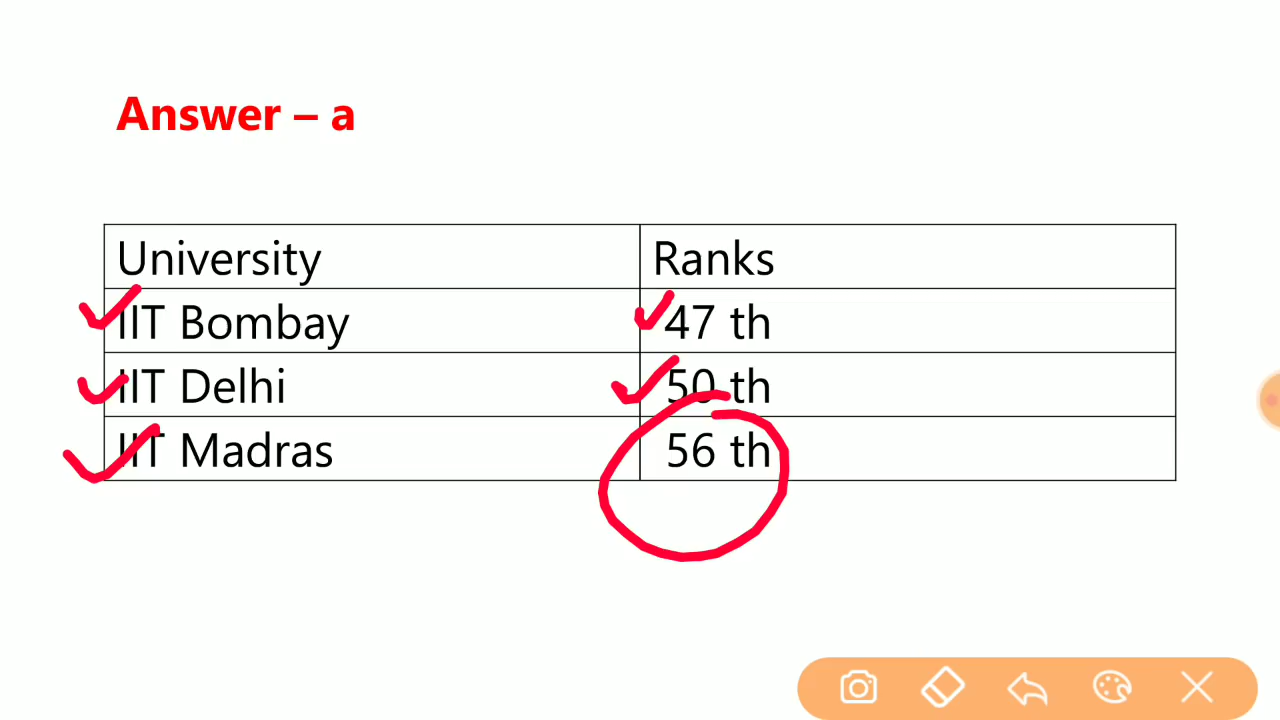 Answer – a
University Ranks
IIT Bombay 47 th
IIT Delhi 50 th
IIT Madras 56 th